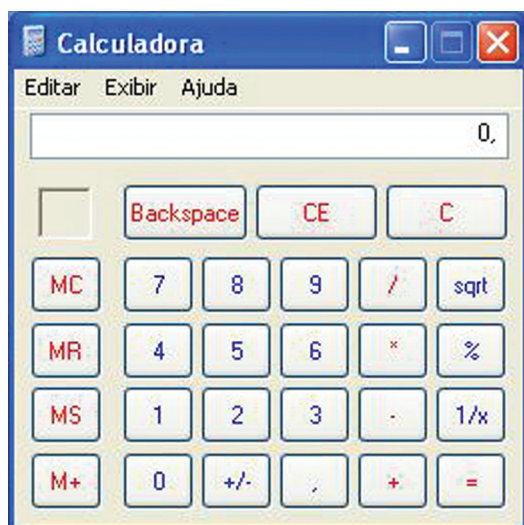 Calculadora
Editar Exibir Ajuda
0,
Backspace CE C
MC 7 8 9 / sqrt
MR 4 5 6 * %
MS 1 2 3 - 1/x
M+ 0 +/- , + =